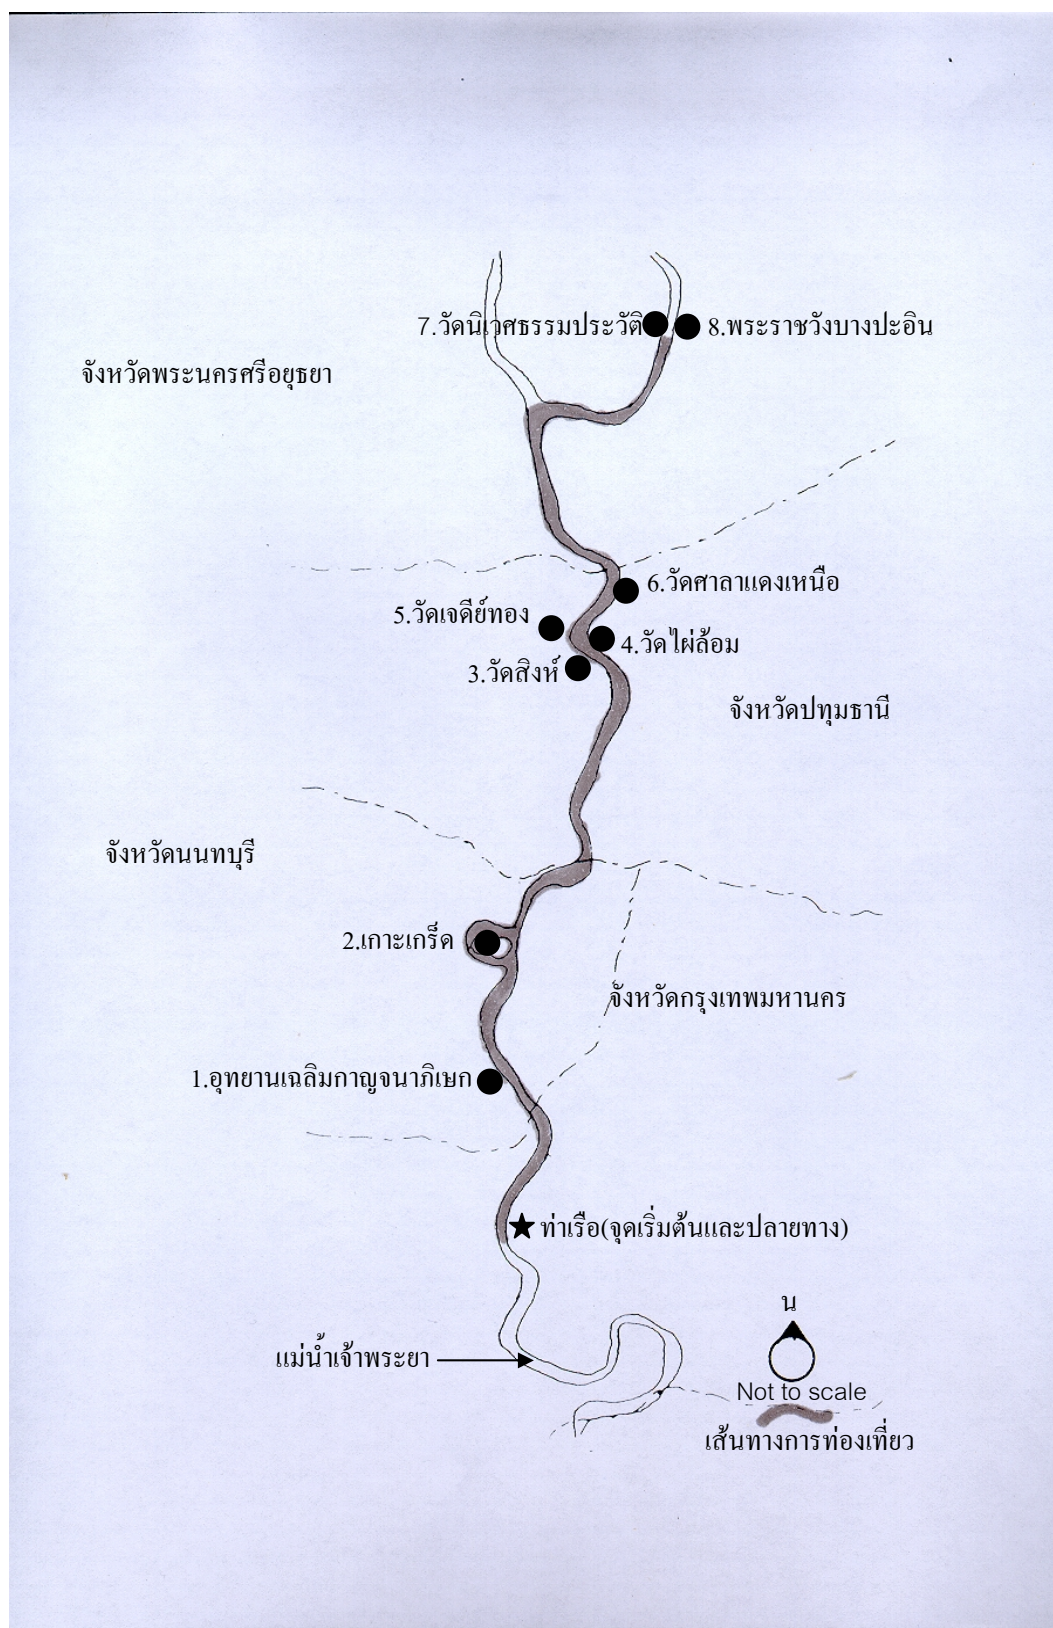 7.วัดนิเวศธรรมประวัติ
8.พระราชวังบางปะอิน
จังหวัดพระนครศรีอยุธยา
6.วัดศาลาแดงเหนือ
5.วัดเจดีย์ทอง
4.วัดไผ่ล้อม
3.วัดสิงห์
จังหวัดปทุมธานี
จังหวัดนนทบุรี
2.เกาะเกร็ด
จังหวัดกรุงเทพมหานคร
1.อุทยานเฉลิมกาญจนาภิเษก
ท่าเรือ(จุดเริ่มต้นและปลายทาง)
น
แม่น้ำเจ้าพระยา
Not to scale
เส้นทางการท่องเที่ยว